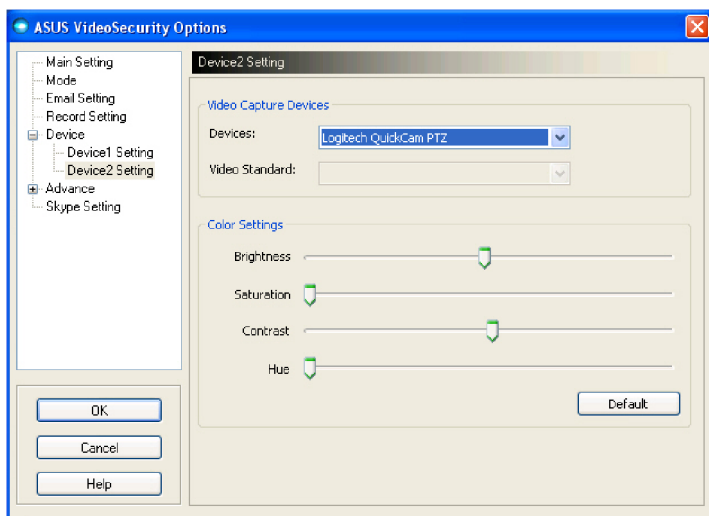 ASUS VideoSecurity Options
Main Setting
Mode
Email Setting
Record Setting
Device
Device1 Setting
Device2 Setting
Advance
Skype Setting
OK
Cancel
Help
Device2 Setting
Video Capture Devices
Devices: Logitech QuickCam PTZ
Video Standard:
Color Settings
Brightness
Saturation
Contrast
Hue
Default